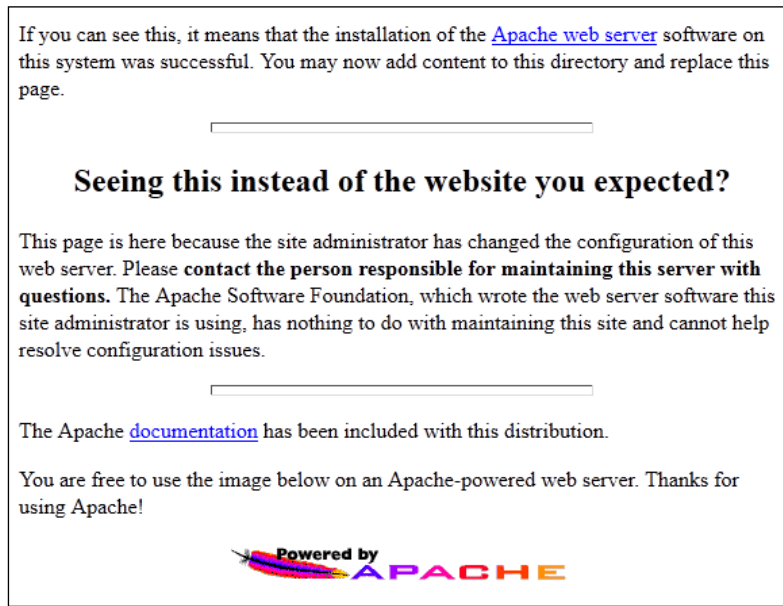 If you can see this, it means that the installation of the Apache web server software on
this system was successful. You may now add content to this directory and replace this
page.
Seeing this instead of the website you expected?
This page is here because the site administrator has changed the configuration of this
web server. Please contact the person responsible for maintaining this server with
questions. The Apache Software Foundation, which wrote the web server software this
site administrator is using, has nothing to do with maintaining this site and cannot help
resolve configuration issues.
The Apache documentation has been included with this distribution.
You are free to use the image below on an Apache-powered web server. Thanks for
using Apache!
Powered by
APACHE